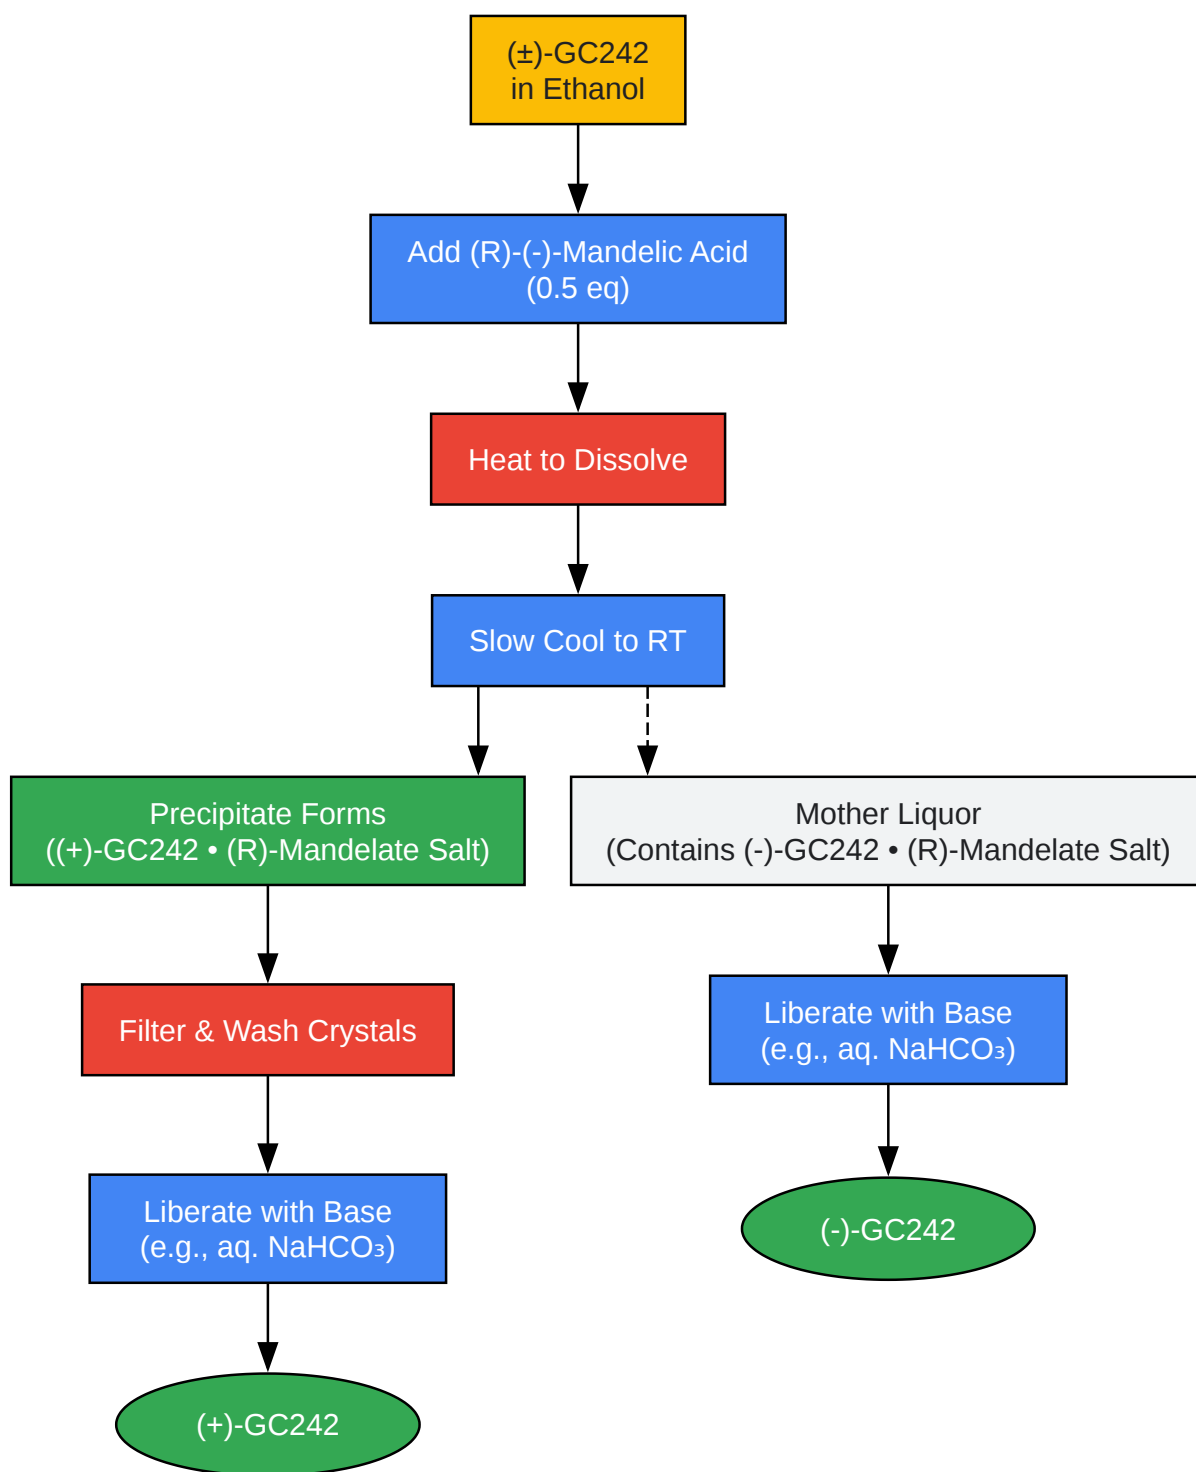 (±)-GC242
in Ethanol
Add (R)-(-)-Mandelic Acid
(0.5 eq)
Heat to Dissolve
Slow Cool to RT
Precipitate Forms
((+)-GC242 • (R)-Mandelate Salt)
Mother Liquor
(Contains (-)-GC242 • (R)-Mandelate Salt)
Filter & Wash Crystals
Liberate with Base
(e.g., aq. NaHCO₃)
Liberate with Base
(e.g., aq. NaHCO₃)
(-)-GC242
(+)-GC242